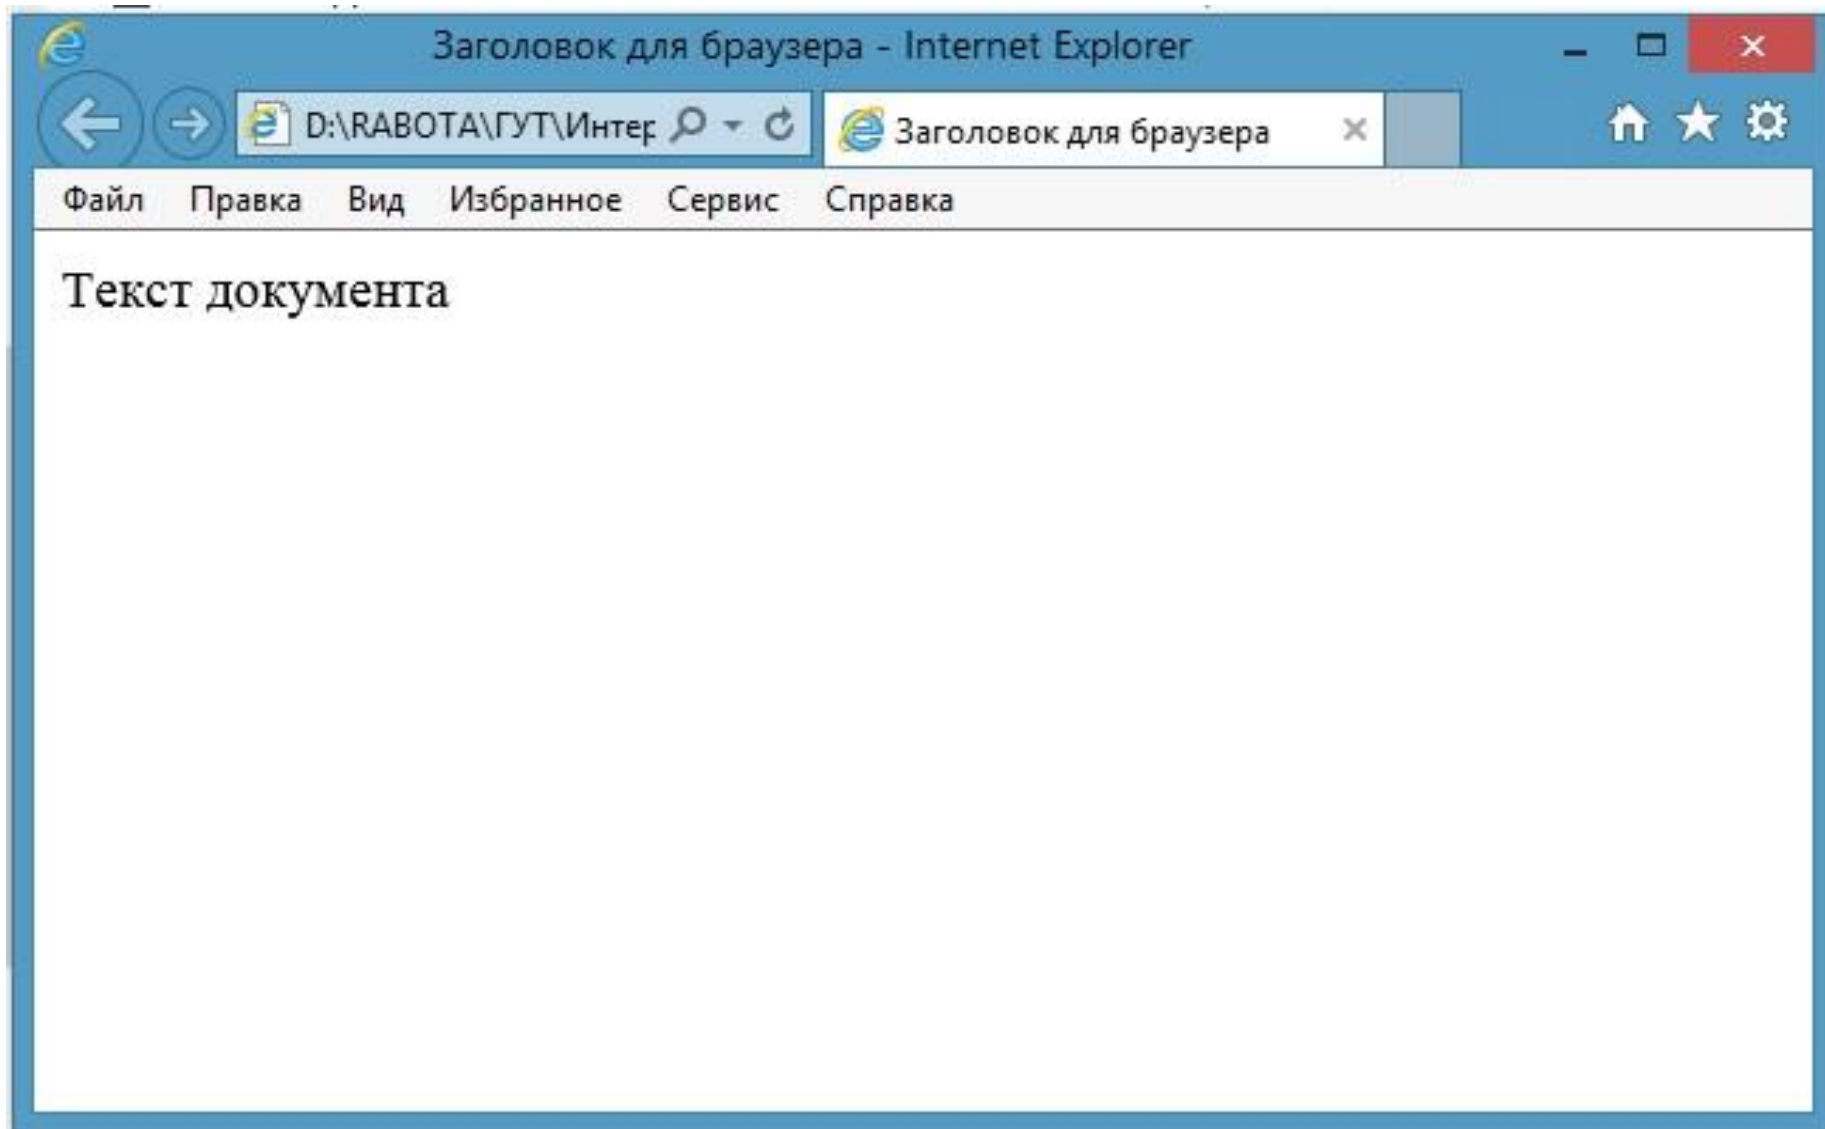 Заголовок для браузера - Internet Explorer
D:\RABOTA\ГУТ\Интер Заголовок для браузера
Файл Правка Вид Избранное Сервис Справка
Текст документа